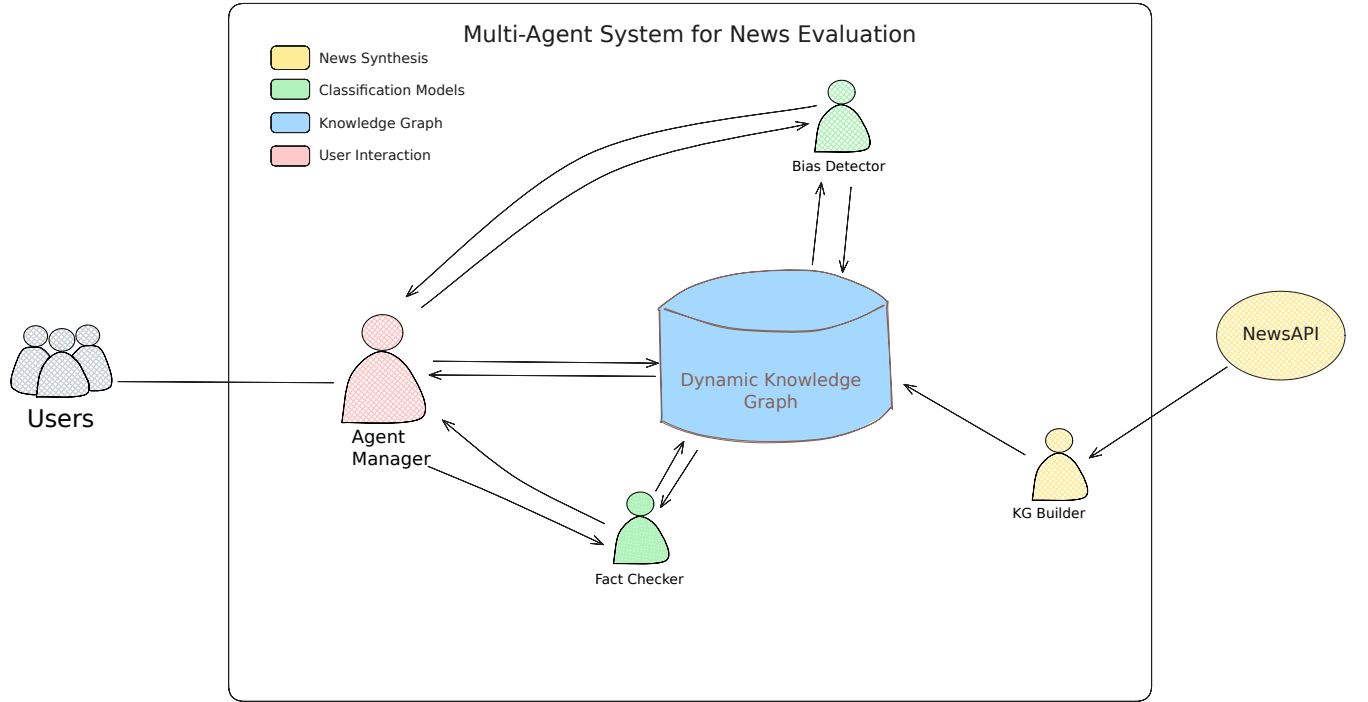 Multi-Agent System for News Evaluation
News Synthesis
Classification Models
Knowledge Graph
User Interaction
Bias Detector
NewsAPI
Dynamic Knowledge
Graph
Users
Agent
Manager
KG Builder
Fact Checker